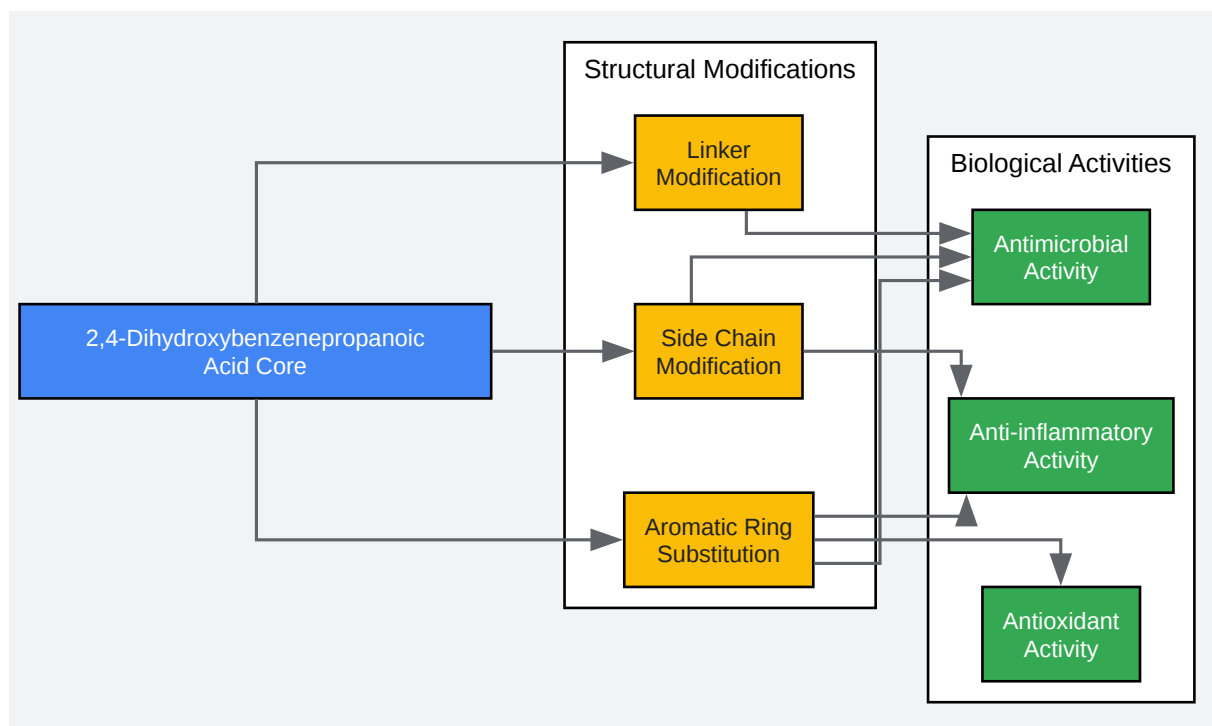 Structural Modifications
Linker
Modification
Biological Activities
Antimicrobial
Activity
2,4-Dihydroxybenzenepropanoic
Acid Core
Side Chain
Modification
Anti-inflammatory
Activity
Aromatic Ring
Substitution
Antioxidant
Activity